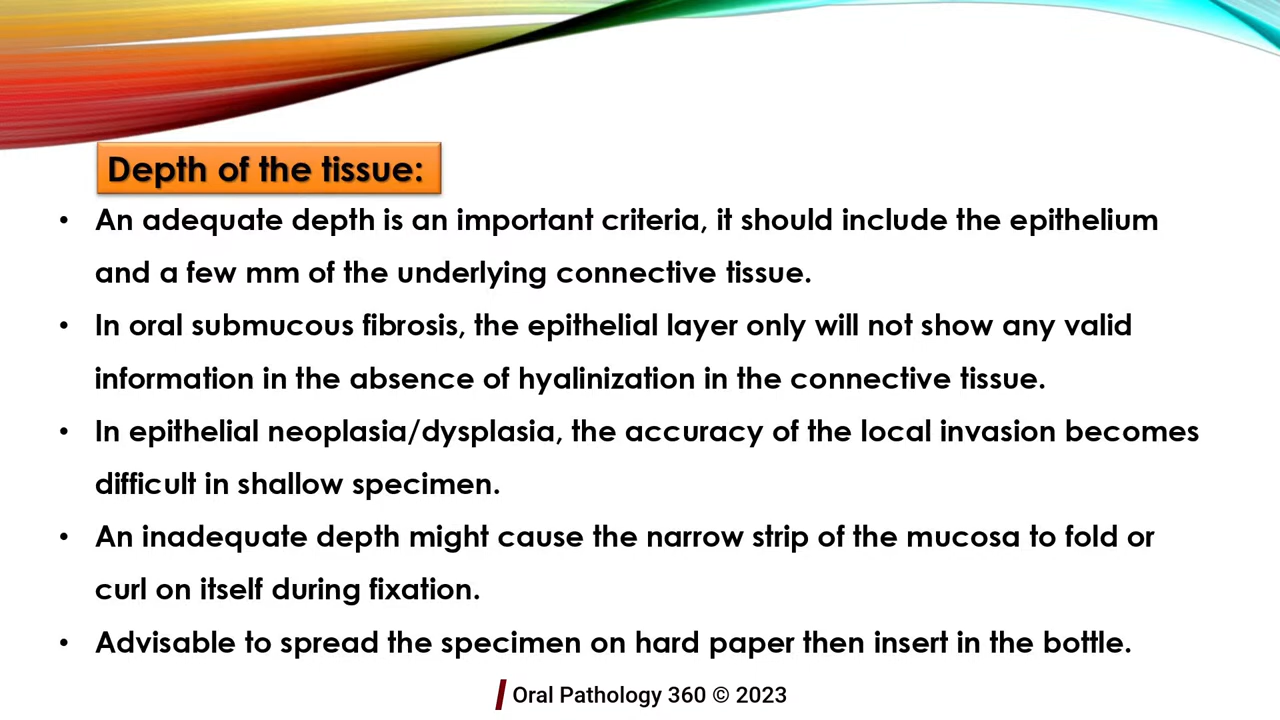 Depth of the tissue:
• An adequate depth is an important criteria, it should include the epithelium
and a few mm of the underlying connective tissue.
• In oral submucous fibrosis, the epithelial layer only will not show any valid
information in the absence of hyalinization in the connective tissue.
• In epithelial neoplasia/dysplasia, the accuracy of the local invasion becomes
difficult in shallow specimen.
• An inadequate depth might cause the narrow strip of the mucosa to fold or
curl on itself during fixation.
• Advisable to spread the specimen on hard paper then insert in the bottle.
Oral Pathology 360 © 2023